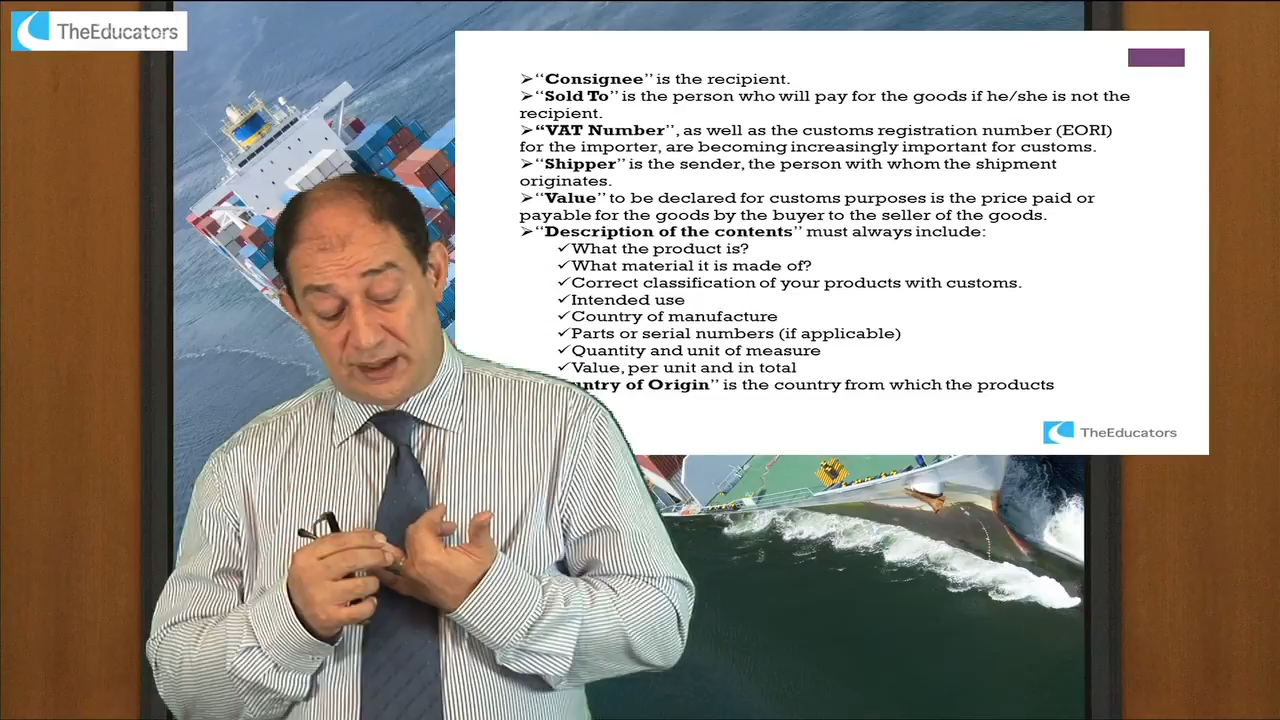 TheEducators
➢“Consignee” is the recipient.
➢“Sold To” is the person who will pay for the goods if he/she is not the
recipient.
➢“VAT Number”, as well as the customs registration number (EORI)
for the importer, are becoming increasingly important for customs.
➢“Shipper” is the sender, the person with whom the shipment
originates.
➢“Value” to be declared for customs purposes is the price paid or
payable for the goods by the buyer to the seller of the goods.
➢“Description of the contents” must always include:
✓What the product is?
✓What material it is made of?
✓Correct classification of your products with customs.
✓Intended use
✓Country of manufacture
✓Parts or serial numbers (if applicable)
✓Quantity and unit of measure
✓Value, per unit and in total
untry of Origin” is the country from which the products
TheEducators